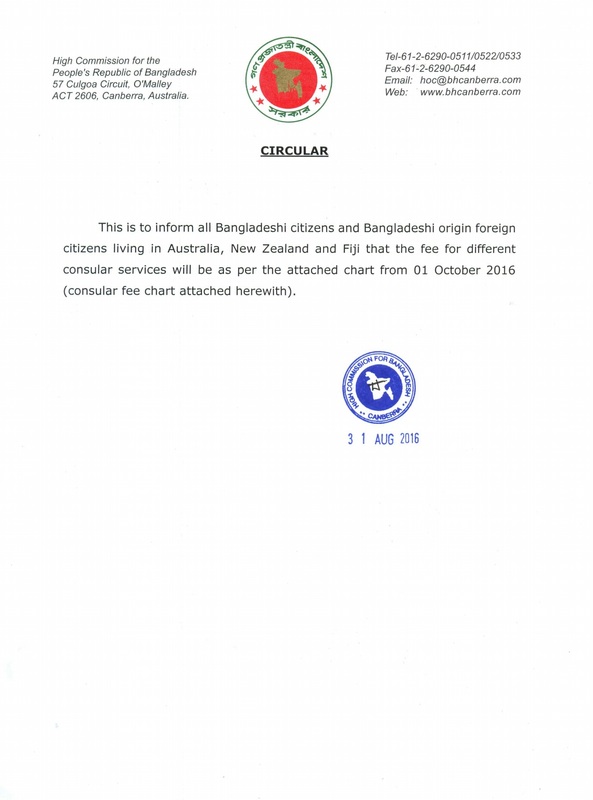 High Commission for the
People's Republic of Bangladesh
57 Culgoa Circuit, O'Malley
ACT 2606, Canberra, Australia.
গণপ্রজাতন্ত্রী বাংলাদেশ
সরকার
Tel-61-2-6290-0511/0522/0533
Fax-61-2-6290-0544
Email: hoc@bhcanberra.com
Web: www.bhcanberra.com
CIRCULAR
This is to inform all Bangladeshi citizens and Bangladeshi origin foreign
citizens living in Australia, New Zealand and Fiji that the fee for different
consular services will be as per the attached chart from 01 October 2016
(consular fee chart attached herewith).
HIGH COMMISSION FOR BANGLADESH
CANBERRA
3 1 AUG 2016